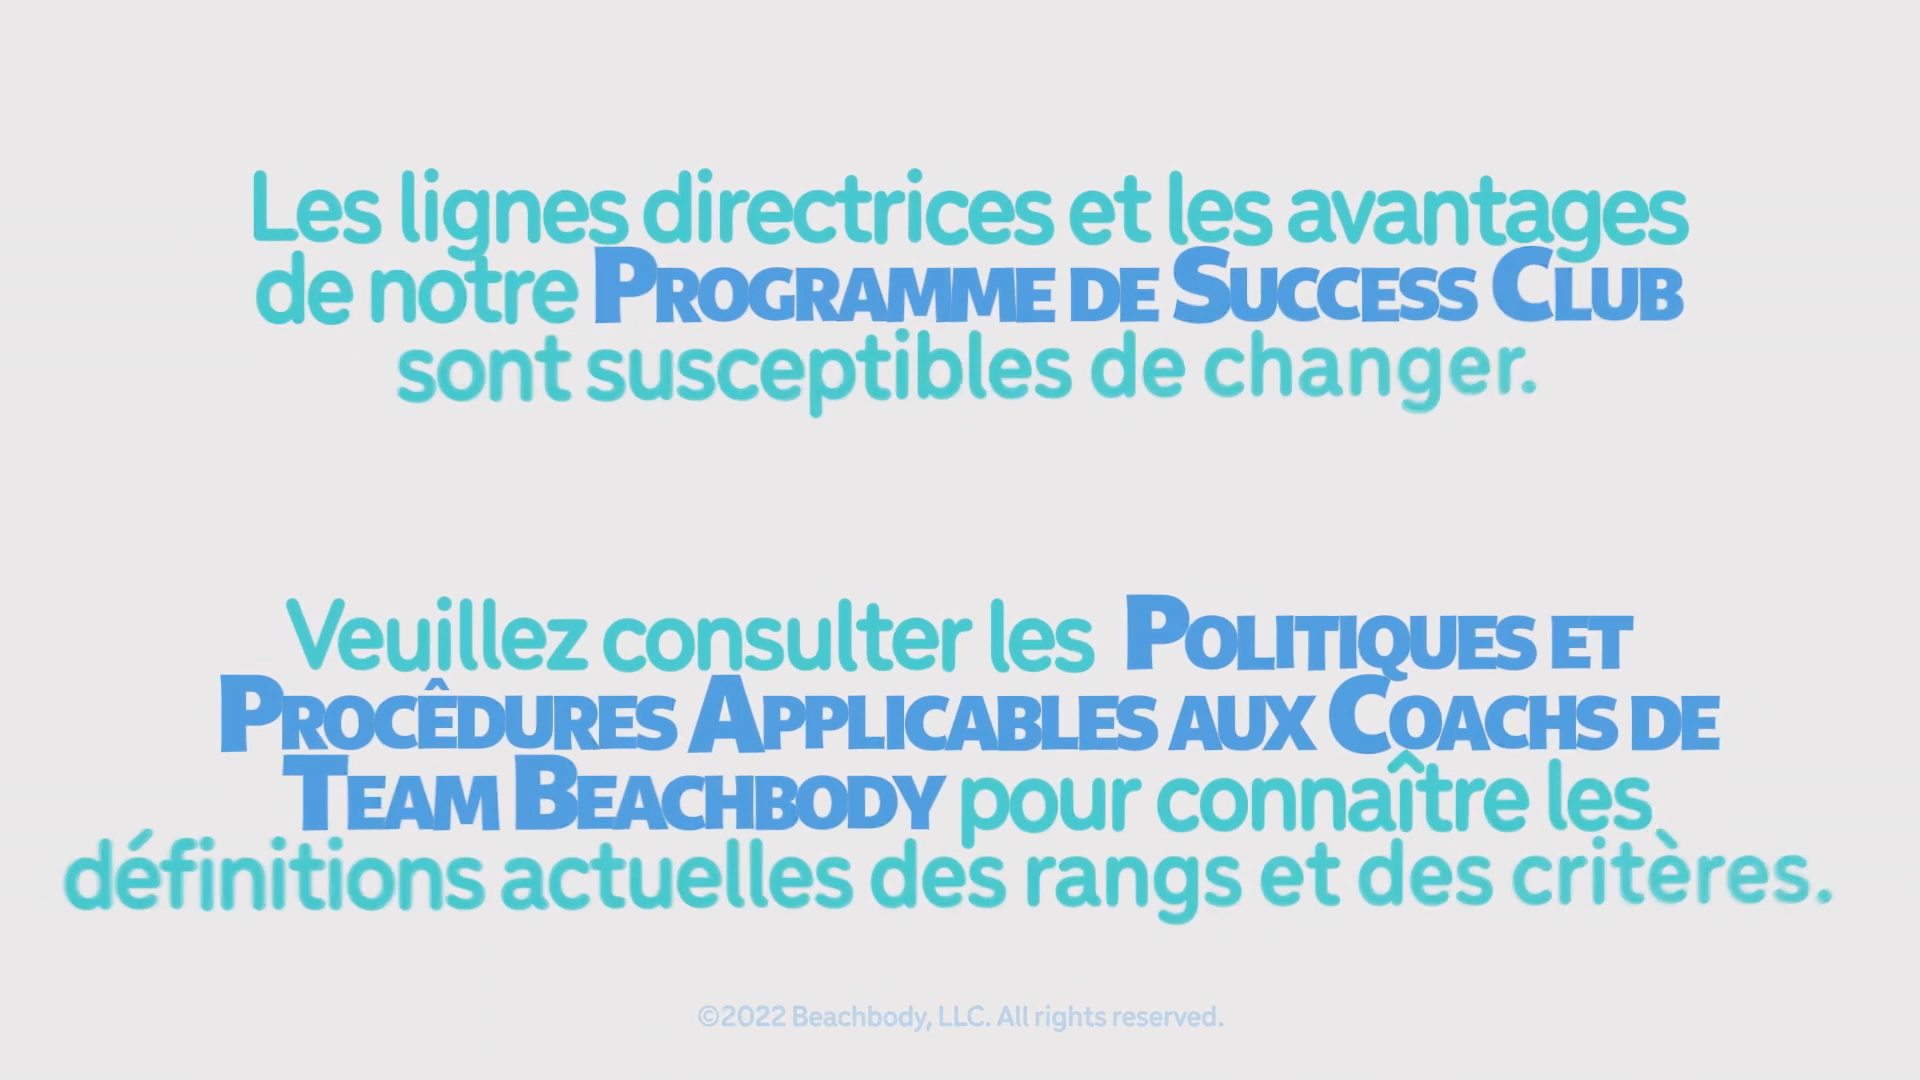 Les lignes directrices et les avantages
de notre PROGRAMME DE SUCCESS CLUB
sont susceptibles de changer.
Veuillez consulter les POLITIQUES ET
PROCÊDURES APPLICABLES AUX COACHS DE
TEAM BEACHBODY pour connaître les
définitions actuelles des rangs et des critères.
©2022 Beachbody, LLC. All rights reserved.